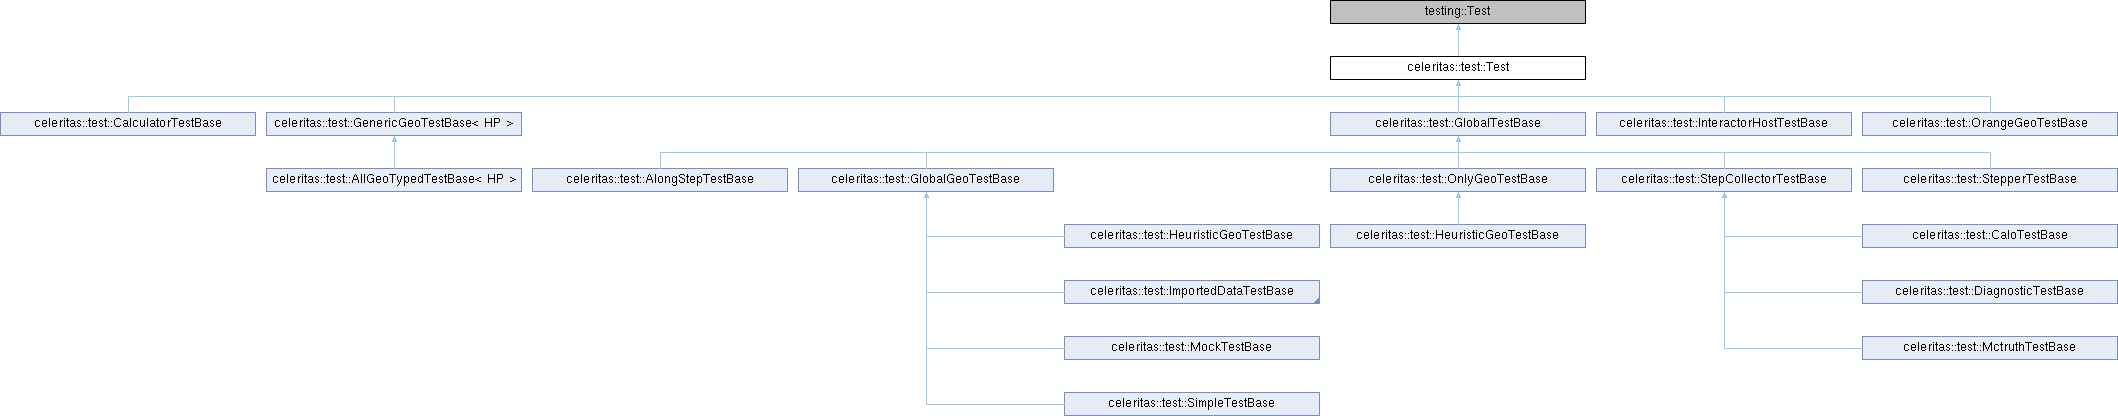 testing::Test
celeritas::test::Test
celeritas::test::CalculatorTestBase
celeritas::test::GenericGeoTestBase< HP >
celeritas::test::GlobalTestBase
celeritas::test::InteractorHostTestBase
celeritas::test::OrangeGeoTestBase
celeritas::test::AllGeoTypedTestBase< HP >
celeritas::test::AlongStepTestBase
celeritas::test::GlobalGeoTestBase
celeritas::test::OnlyGeoTestBase
celeritas::test::StepCollectorTestBase
celeritas::test::StepperTestBase
celeritas::test::HeuristicGeoTestBase
celeritas::test::HeuristicGeoTestBase
celeritas::test::CaloTestBase
celeritas::test::ImportedDataTestBase
celeritas::test::DiagnosticTestBase
celeritas::test::MockTestBase
celeritas::test::MctruthTestBase
celeritas::test::SimpleTestBase